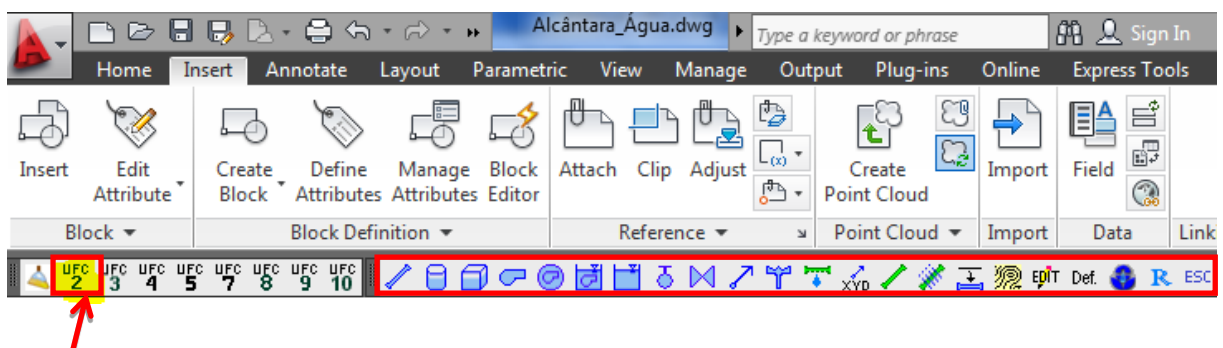 Alcântara_Água.dwg Type a keyword or phrase Sign In
Home Insert Annotate Layout Parametric View Manage Output Plug-ins Online Express Tools
Insert Edit Create Define Manage Block Attach Clip Adjust Create Import Field
Attribute Block Attributes Attributes Editor Point Cloud
Block Block Definition Reference Point Cloud Import Data Link
UFC UFC UFC UFC UFC UFC UFC UFC
2 3 4 5 7 8 9 10 XYD EDIT Def. R ESC